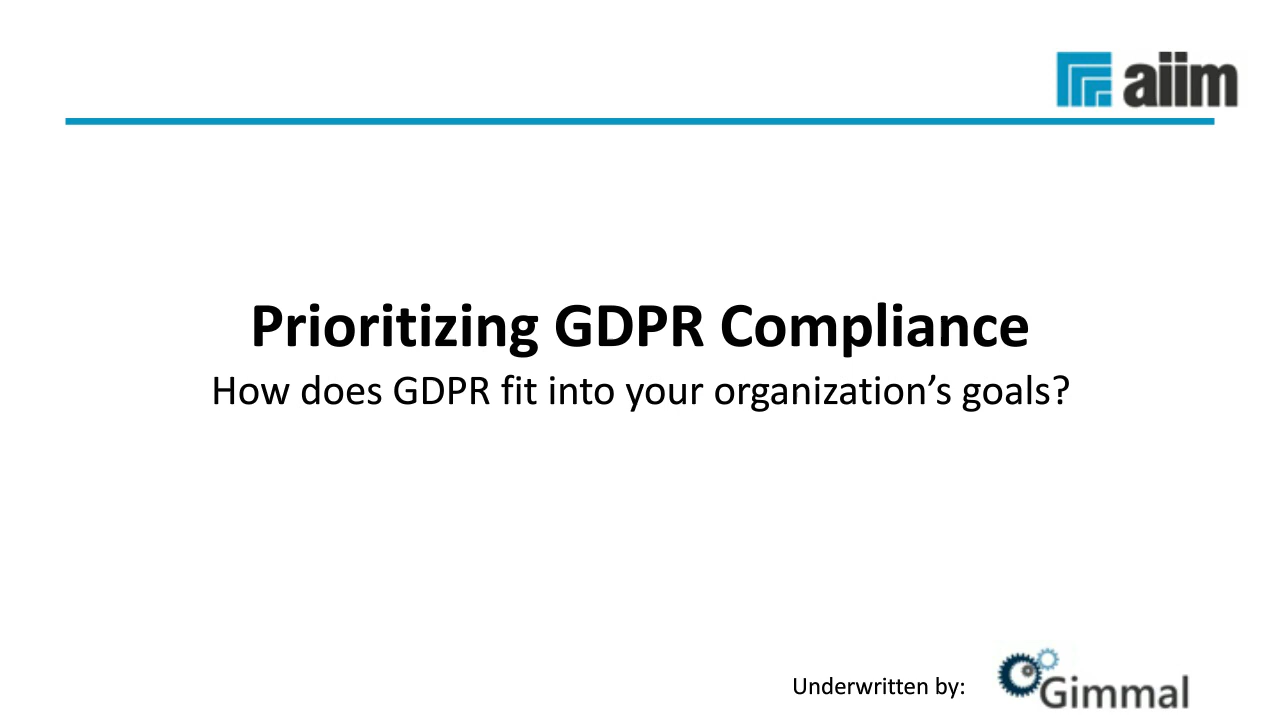 aiim
Prioritizing GDPR Compliance
How does GDPR fit into your organization’s goals?
Underwritten by:
Gimmal